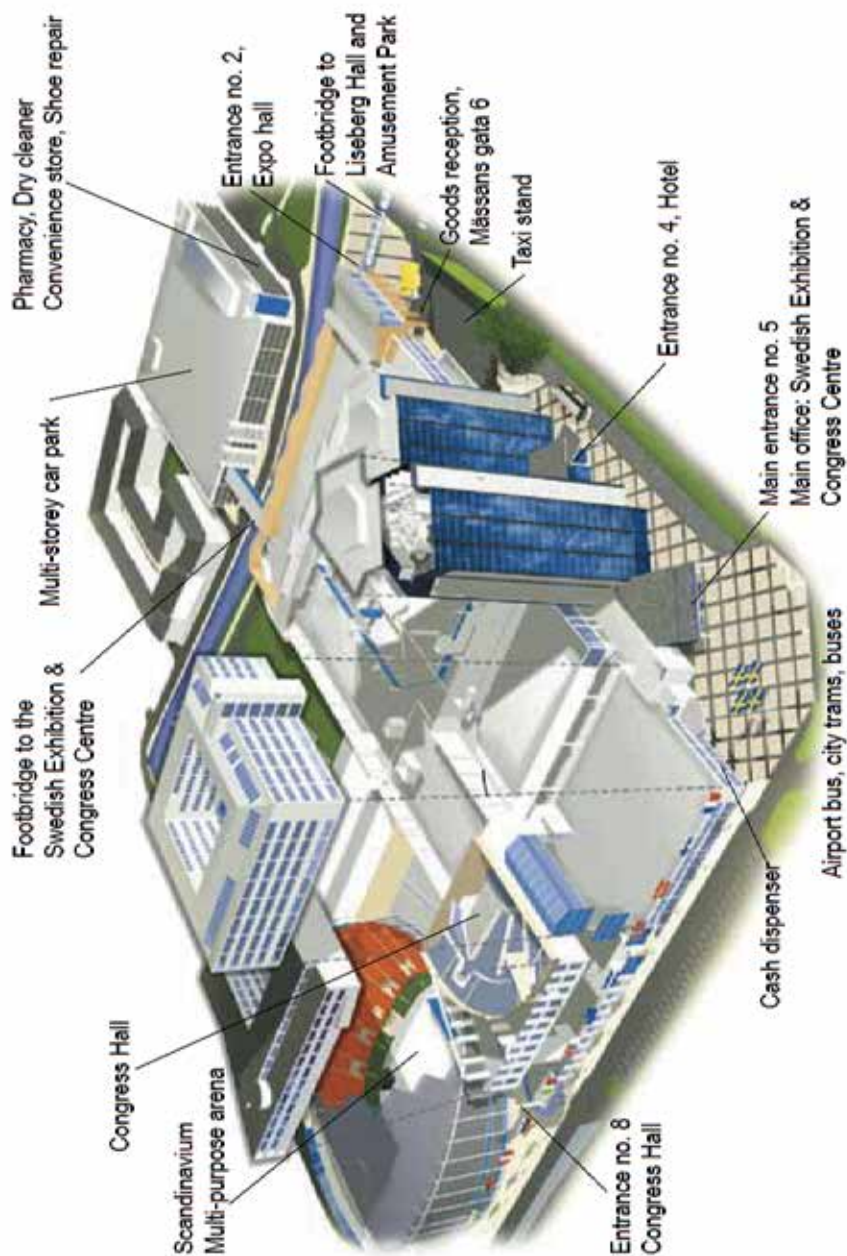 Pharmacy, Dry cleaner
Convenience store, Shoe repair
Multi-storey car park
Footbridge to the
Swedish Exhibition &
Congress Centre
Congress Hall
Scandinavium
Multi-purpose arena
Entrance no. 2,
Expo hall
Footbridge to
Liseberg Hall and
Amusement Park
Goods reception,
Mässans gata 6
Taxi stand
Entrance no. 4, Hotel
Main entrance no. 5
Main office: Swedish Exhibition &
Congress Centre
Airport bus, city trams, buses
Cash dispenser
Entrance no. 8
Congress Hall